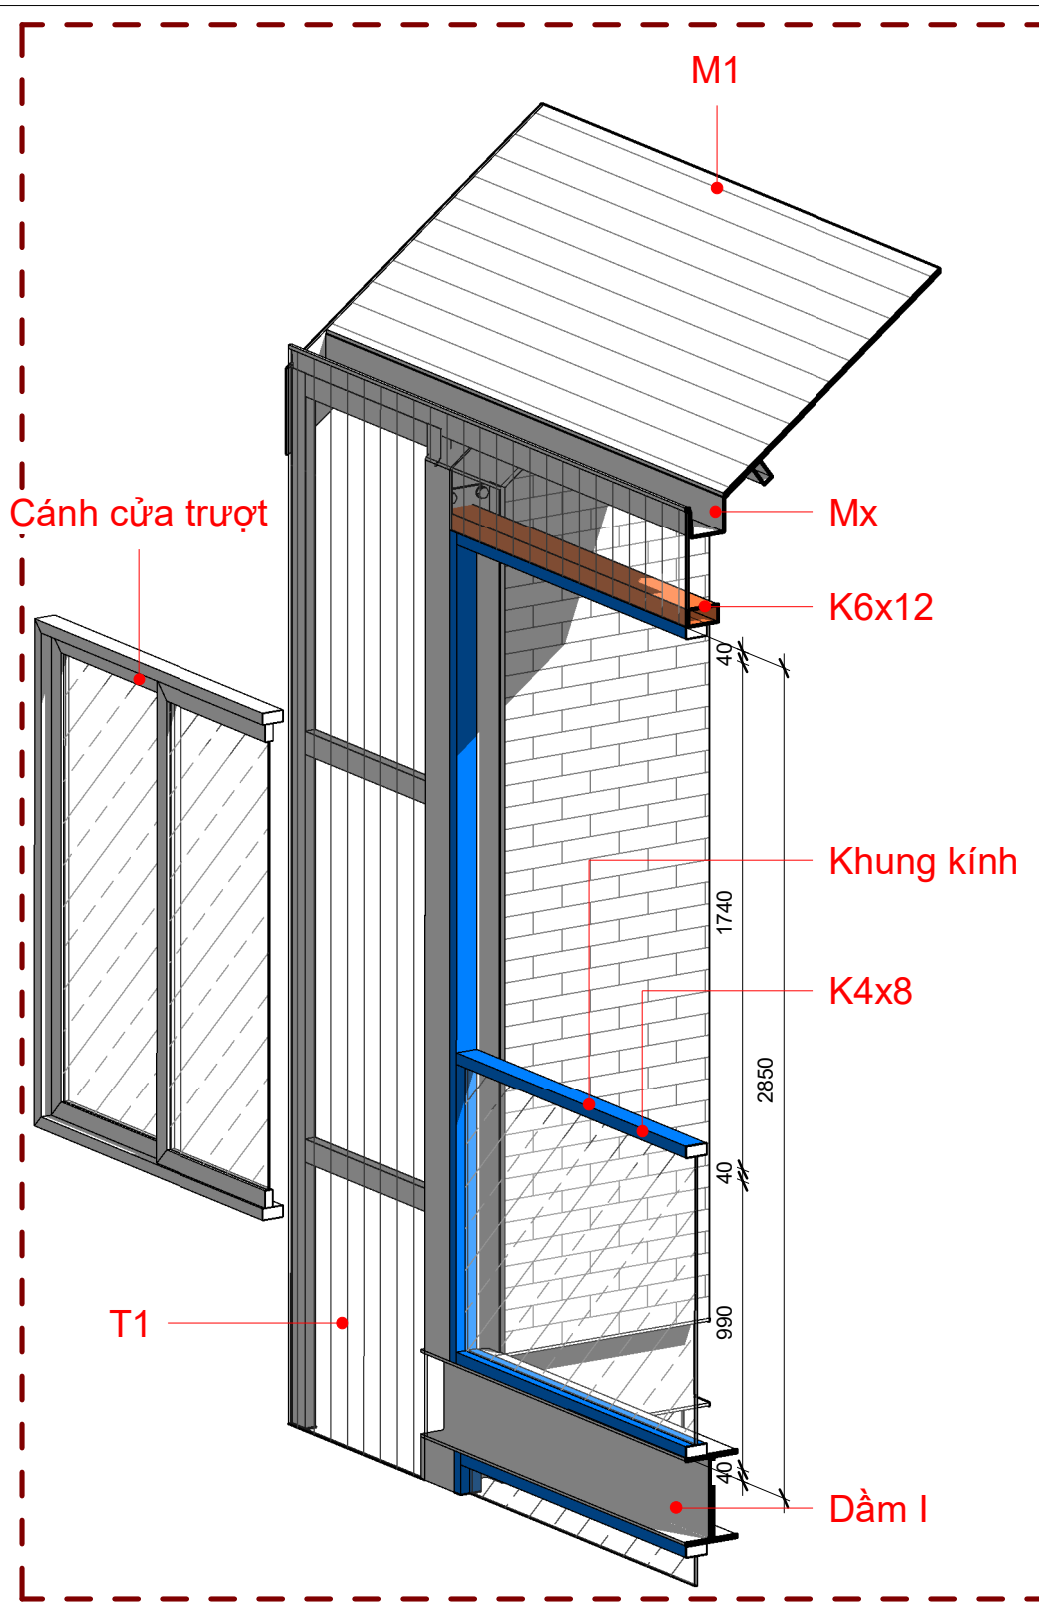 M1
Cánh cửa trượt
Mx
K6x12
40
Khung kính
1740
K4x8
2850
40
T1
990
40
Dầm I